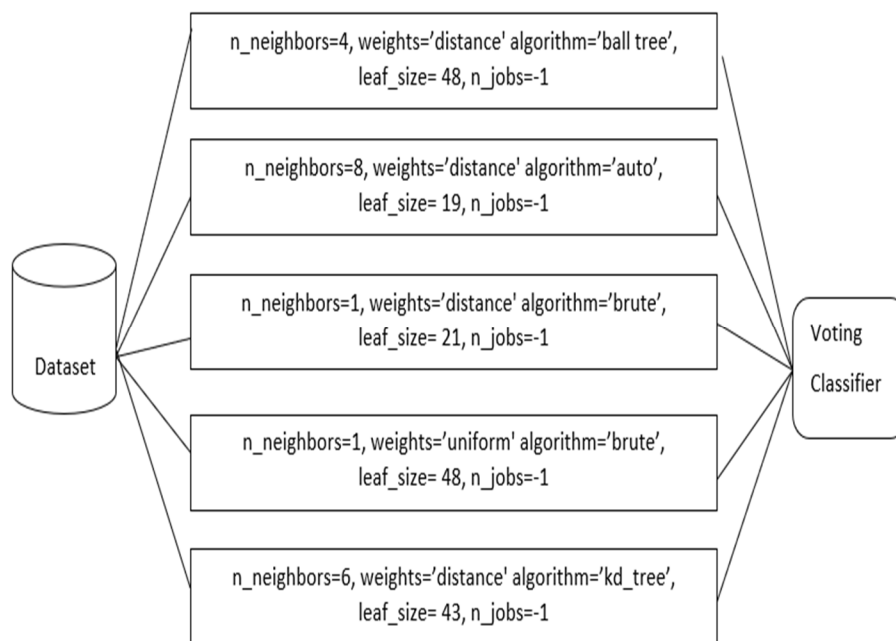 n_neighbors=4, weights=’distance' algorithm=’ball tree’,
leaf_size= 48, n_jobs=-1
n_neighbors=8, weights=’distance' algorithm=’auto’,
leaf_size= 19, n_jobs=-1
n_neighbors=1, weights=’distance' algorithm=’brute’,
leaf_size= 21, n_jobs=-1
n_neighbors=1, weights=’uniform' algorithm=’brute’,
leaf_size= 48, n_jobs=-1
n_neighbors=6, weights=’distance' algorithm=’kd_tree’,
leaf_size= 43, n_jobs=-1
Dataset
Voting
Classifier